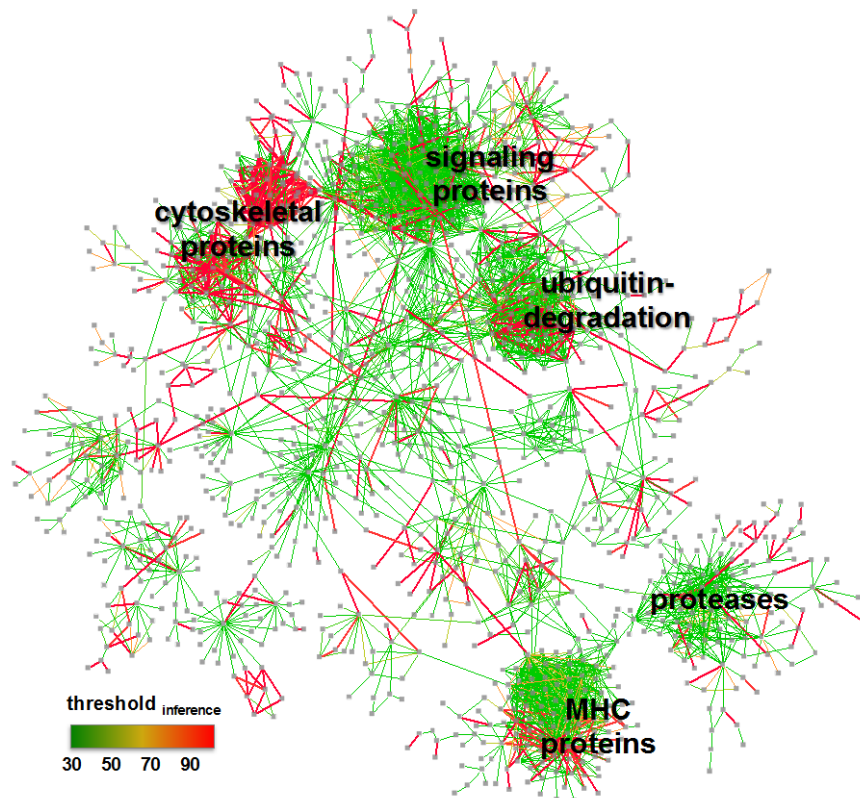 signaling
proteins
cytoskeletal
proteins
ubiquitin-
degradation
proteases
MHC
proteins
threshold inference
30 50 70 90